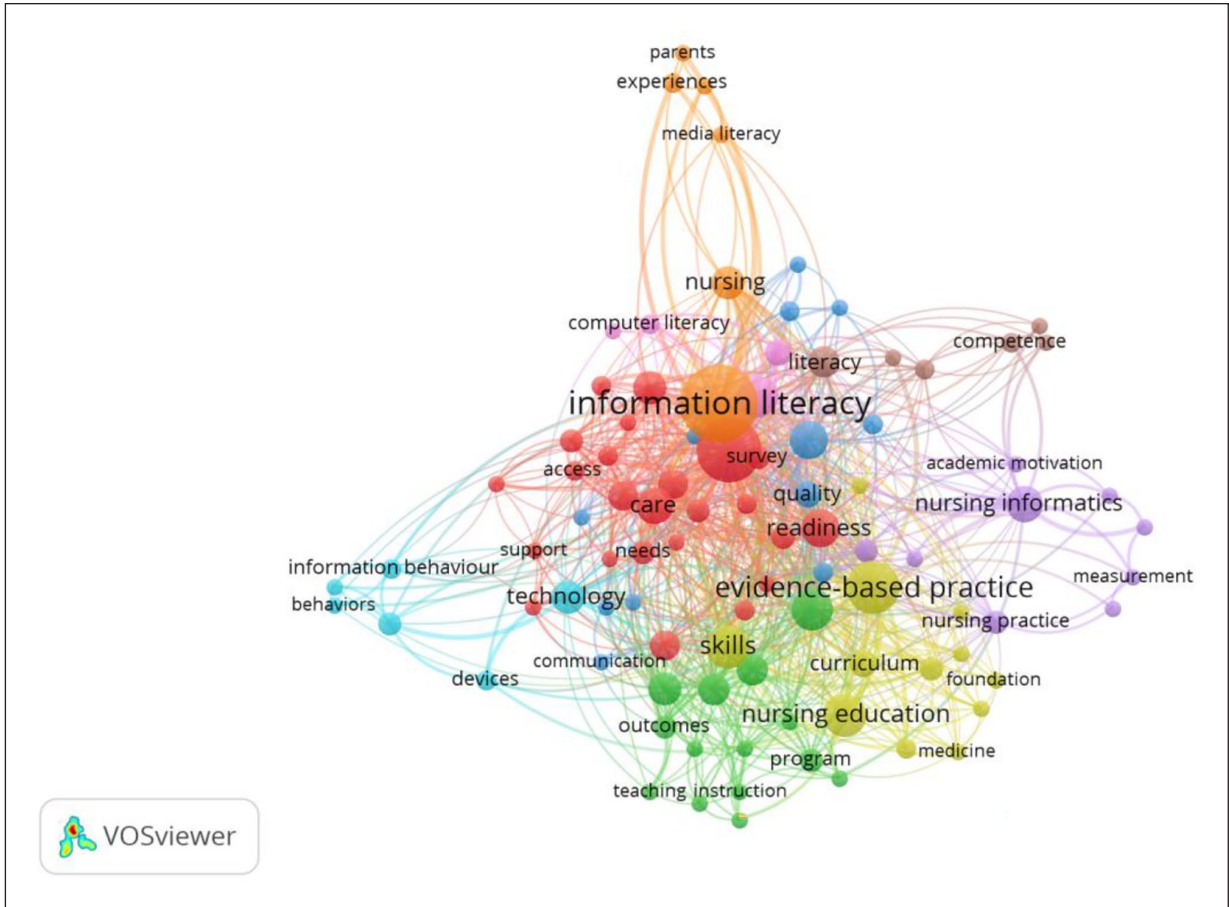 parents
experiences
media literacy
nursing
computer literacy
competence
literacy
information literacy
survey
academic motivation
access
quality
nursing informatics
care
readiness
support
needs
information behaviour
measurement
evidence-based practice
technology
behaviors
nursing practice
skills
communication
curriculum
devices
foundation
nursing education
outcomes
medicine
program
teaching instruction
VOSviewer